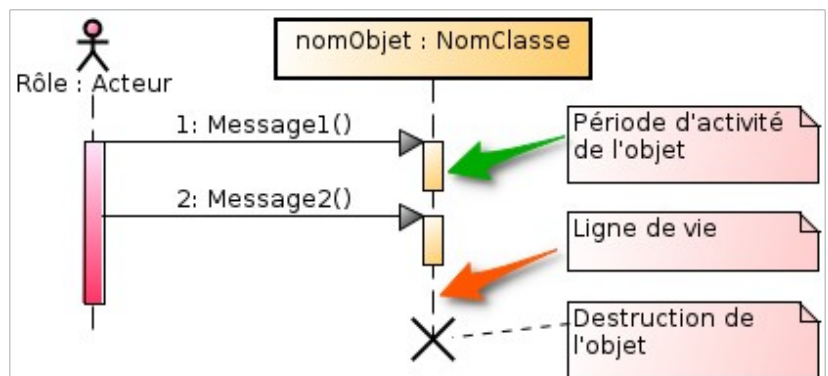 nomObjet : NomClasse
Rôle : Acteur
1: Message1()
Période d'activité
de l'objet
2: Message2()
Ligne de vie
Destruction de
l'objet